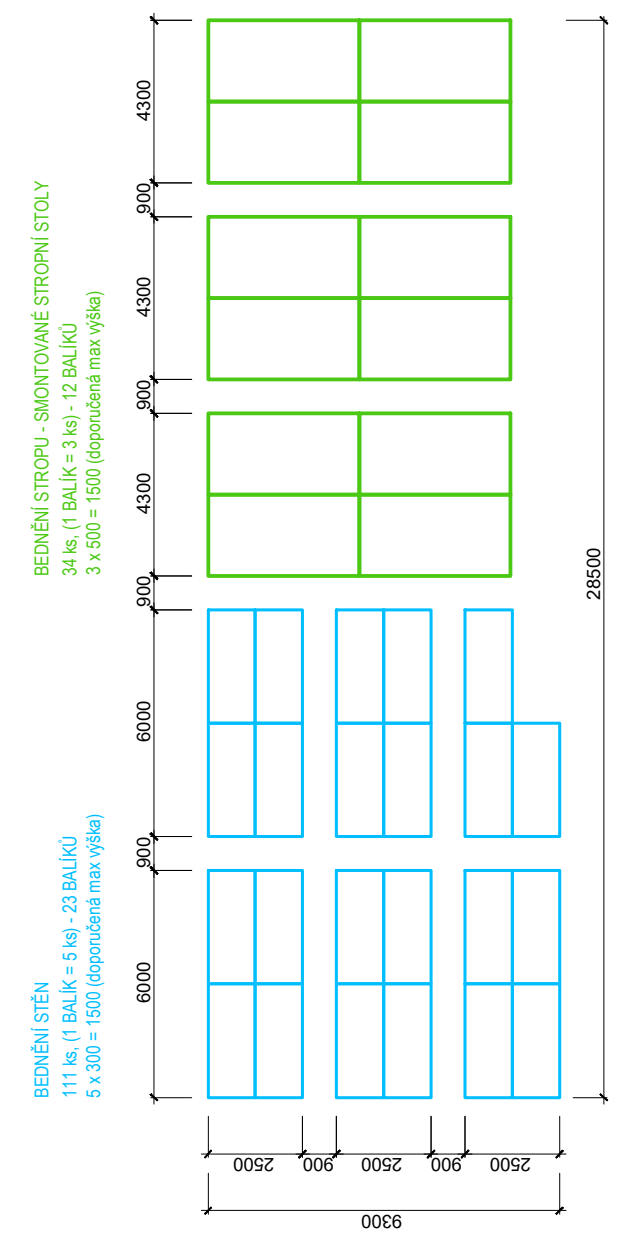 BEDNĚNÍ STĚN
111 ks, (1 BALÍK = 5 ks) - 23 BALÍKŮ
5 x 300 = 1500 (doporučená max výška)
BEDNĚNÍ STROPU - SMONTOVANÉ STROPNÍ STOLY
34 ks, (1 BALÍK = 3 ks) - 12 BALÍKŮ
3 x 500 = 1500 (doporučená max výška)
6000
900
6000
900
4300
900
4300
900
4300
28500
2500
900
2500
900
2500
9300